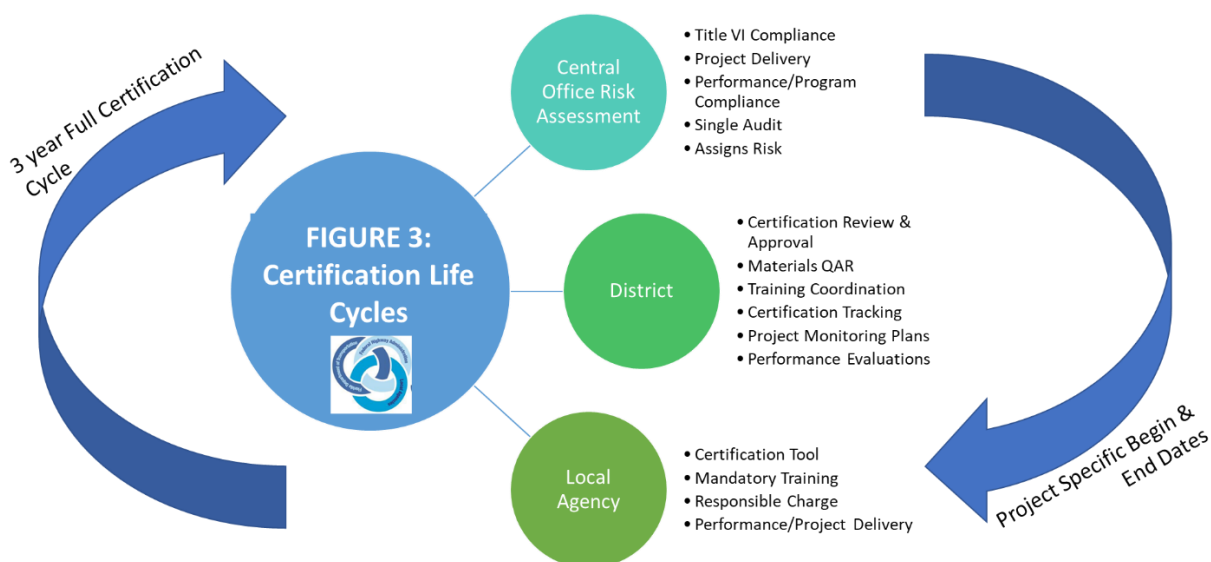 3 year Full Certification
Cycle
FIGURE 3:
Certification Life
Cycles
Central
Office Risk
Assessment
• Title VI Compliance
• Project Delivery
• Performance/Program
Compliance
• Single Audit
• Assigns Risk
District
• Certification Review &
Approval
• Materials QAR
• Training Coordination
• Certification Tracking
• Project Monitoring Plans
• Performance Evaluations
Local
Agency
• Certification Tool
• Mandatory Training
• Responsible Charge
• Performance/Project Delivery
Project Specific Begin &
End Dates